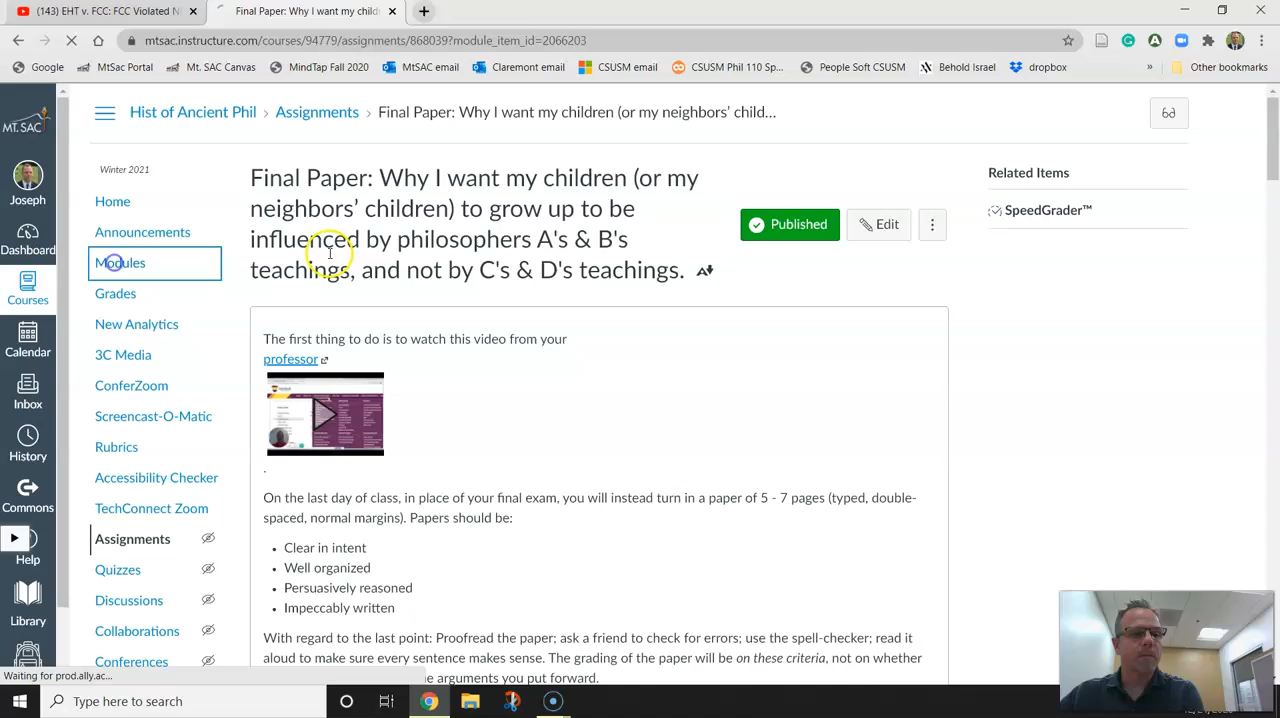 (143) EHT v. FCC: FCC Violated N
Final Paper: Why I want my childr
mtsac.instructure.com/courses/94779/assignments/868039?module_item_id=2066203
Google
MtSac Portal
Mt. SAC Canvas
MindTap Fall 2020
MtSAC email
Claremont email
CSUSM email
CSUSM Phil 110 Sp...
People Soft CSUSM
Behold Israel
dropbox
»
Other bookmarks
MT. SAC
Joseph
Dashboard
Courses
Calendar
Inbox
History
Commons
Help
Library
Hist of Ancient Phil › Assignments › Final Paper: Why I want my children (or my neighbors’ child...
Winter 2021
Home
Announcements
Modules
Grades
New Analytics
3C Media
ConferZoom
Screencast-O-Matic
Rubrics
Accessibility Checker
TechConnect Zoom
Assignments
Quizzes
Discussions
Collaborations
Conferences
Final Paper: Why I want my children (or my
neighbors’ children) to grow up to be
influenced by philosophers A's & B's
teachings, and not by C's & D's teachings.
Published
Edit
Related Items
SpeedGrader™
The first thing to do is to watch this video from your
professor
.
On the last day of class, in place of your final exam, you will instead turn in a paper of 5 - 7 pages (typed, double-
spaced, normal margins). Papers should be:
• Clear in intent
• Well organized
• Persuasively reasoned
• Impeccably written
With regard to the last point: Proofread the paper; ask a friend to check for errors; use the spell-checker; read it
aloud to make sure every sentence makes sense. The grading of the paper will be on these criteria, not on whether
e arguments you put forward.
Waiting for prod.ally.ac...
Type here to search